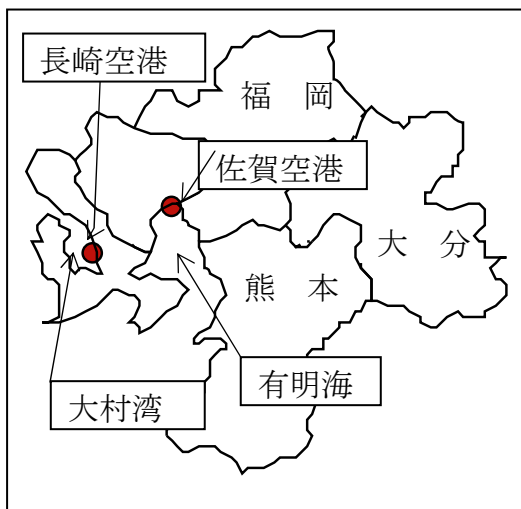 長崎空港
福 岡
佐賀空港
大 分
熊 本
有明海
大村湾